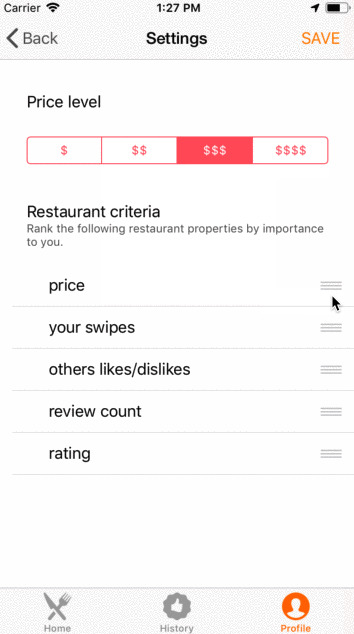 Carrier 1:27 PM
Back Settings SAVE
Price level
$ $$ $$$ $$$$
Restaurant criteria
Rank the following restaurant properties by importance
to you.
price
your swipes
others likes/dislikes
review count
rating
Home History Profile